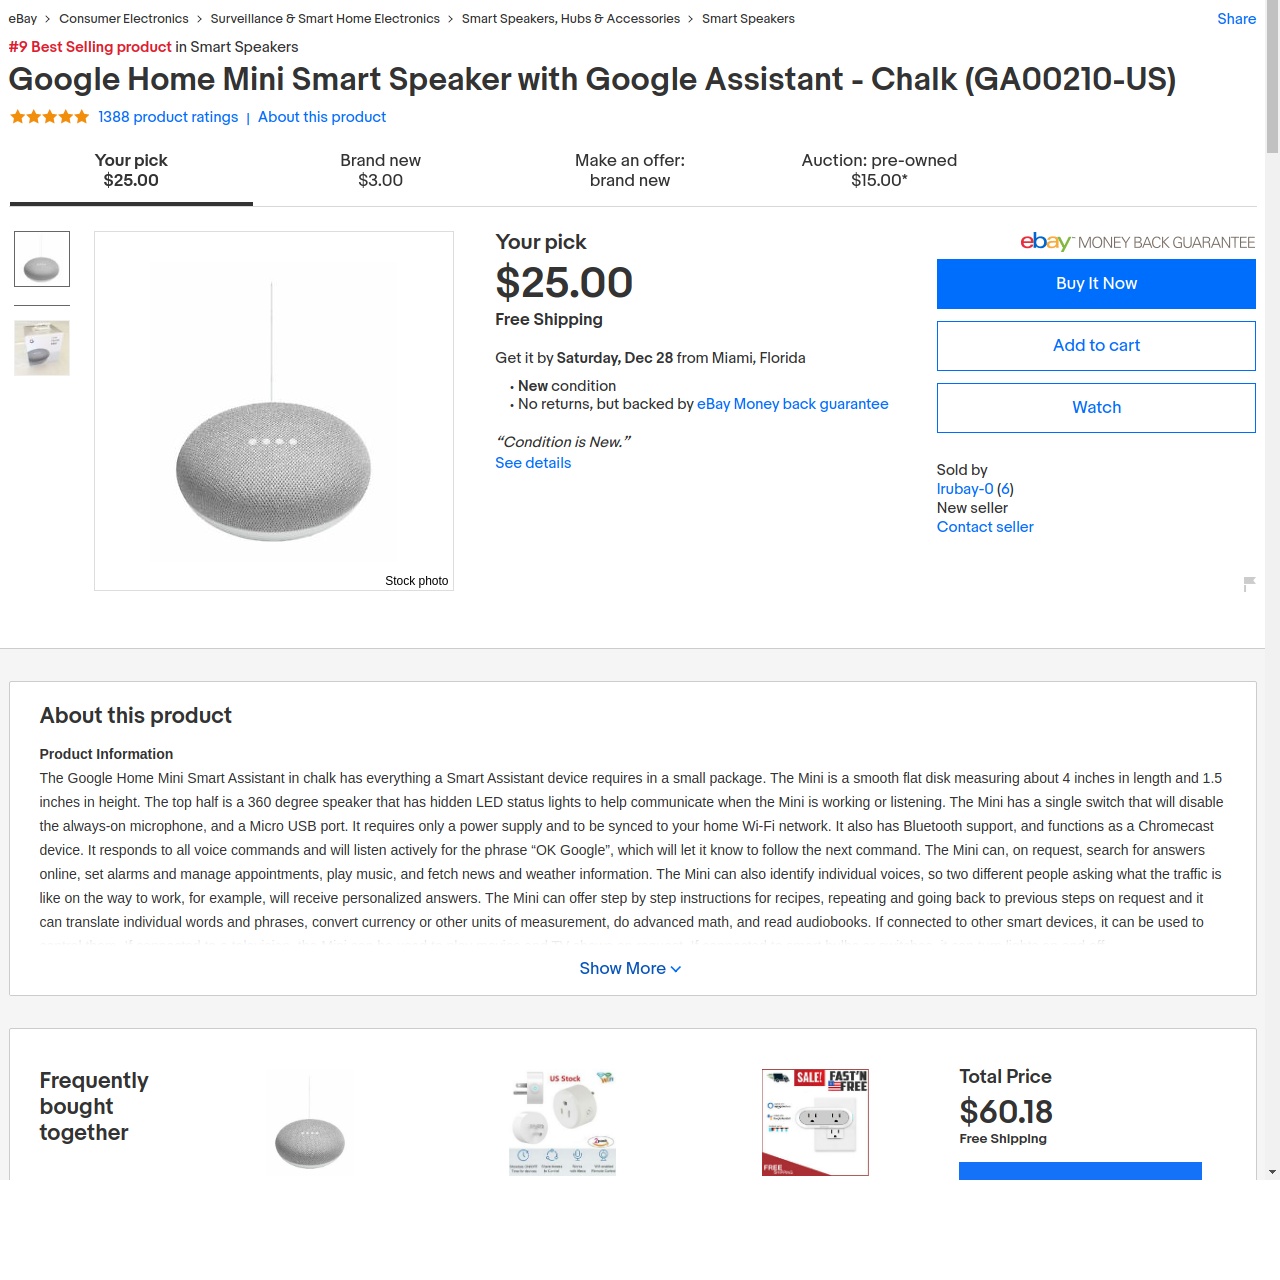 eBay > Consumer Electronics > Surveillance & Smart Home Electronics > Smart Speakers, Hubs & Accessories > Smart Speakers
Share
#9 Best Selling product in Smart Speakers
Google Home Mini Smart Speaker with Google Assistant - Chalk (GA00210-US)
1388 product ratings | About this product
Your pick
$25.00
Brand new
$3.00
Make an offer:
brand new
Auction: pre-owned
$15.00*
Stock photo
Your pick
$25.00
Free Shipping
Get it by Saturday, Dec 28 from Miami, Florida
• New condition
• No returns, but backed by eBay Money back guarantee
“Condition is New.”
See details
ebay MONEY BACK GUARANTEE
Buy It Now
Add to cart
Watch
Sold by
lrubay-0 (6)
New seller
Contact seller
About this product
Product Information
The Google Home Mini Smart Assistant in chalk has everything a Smart Assistant device requires in a small package. The Mini is a smooth flat disk measuring about 4 inches in length and 1.5
inches in height. The top half is a 360 degree speaker that has hidden LED status lights to help communicate when the Mini is working or listening. The Mini has a single switch that will disable
the always-on microphone, and a Micro USB port. It requires only a power supply and to be synced to your home Wi-Fi network. It also has Bluetooth support, and functions as a Chromecast
device. It responds to all voice commands and will listen actively for the phrase “OK Google”, which will let it know to follow the next command. The Mini can, on request, search for answers
online, set alarms and manage appointments, play music, and fetch news and weather information. The Mini can also identify individual voices, so two different people asking what the traffic is
like on the way to work, for example, will receive personalized answers. The Mini can offer step by step instructions for recipes, repeating and going back to previous steps on request and it
can translate individual words and phrases, convert currency or other units of measurement, do advanced math, and read audiobooks. If connected to other smart devices, it can be used to
Show More
Frequently
bought
together
US Stock
SALE! FAST'N
FREE
FREE
SHIPPING
Total Price
$60.18
Free Shipping